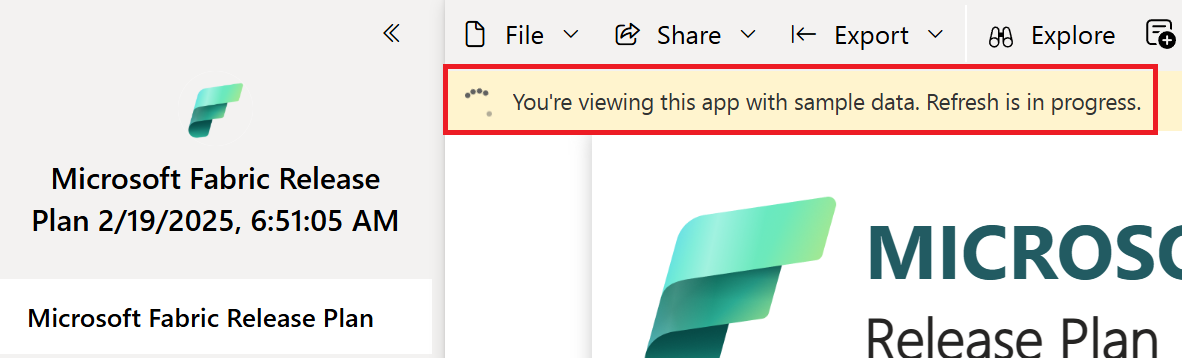 File
Share
Export
Explore
You're viewing this app with sample data. Refresh is in progress.
Microsoft Fabric Release
Plan 2/19/2025, 6:51:05 AM
Microsoft Fabric Release Plan
MICROSO
Release Plan